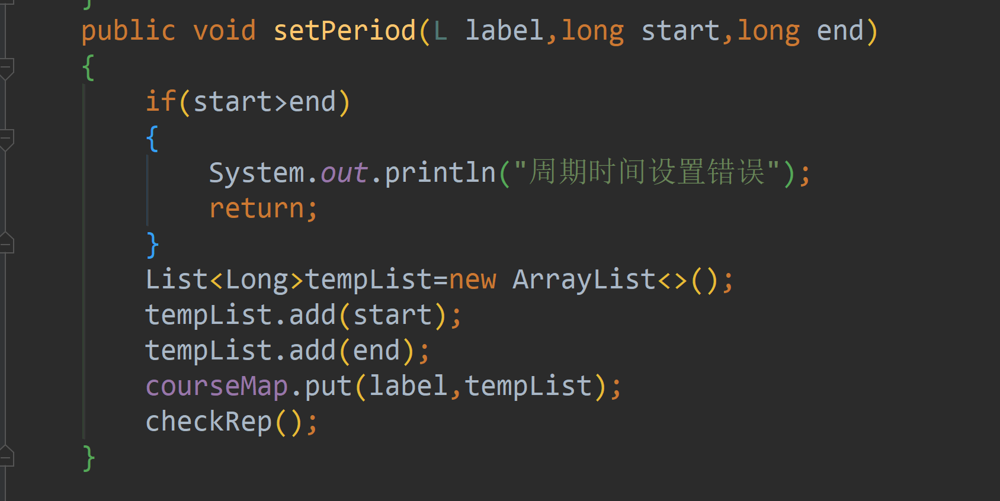 }
public void setPeriod(L label,long start,long end)
{
if(start>end)
{
System.out.println("周期时间设置错误");
return;
}
List<Long>tempList=new ArrayList<>();
tempList.add(start);
tempList.add(end);
courseMap.put(label,tempList);
checkRep();
}